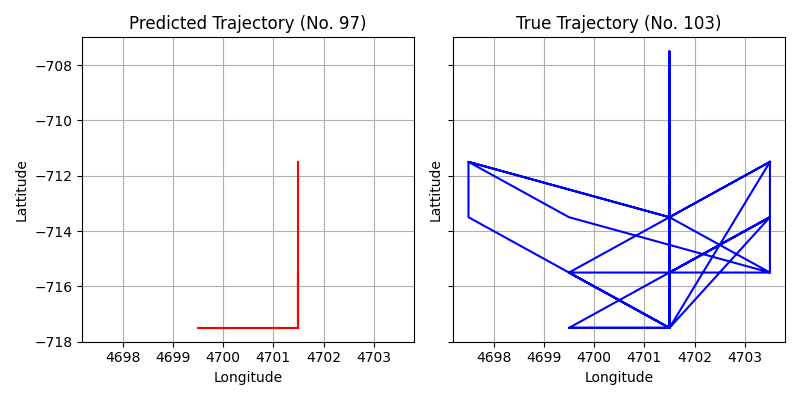 Predicted Trajectory (No. 97)
True Trajectory (No. 103)
Lattitude
−708
−710
−712
−714
−716
−718
4698 4699 4700 4701 4702 4703
Longitude
Lattitude
4698 4699 4700 4701 4702 4703
Longitude